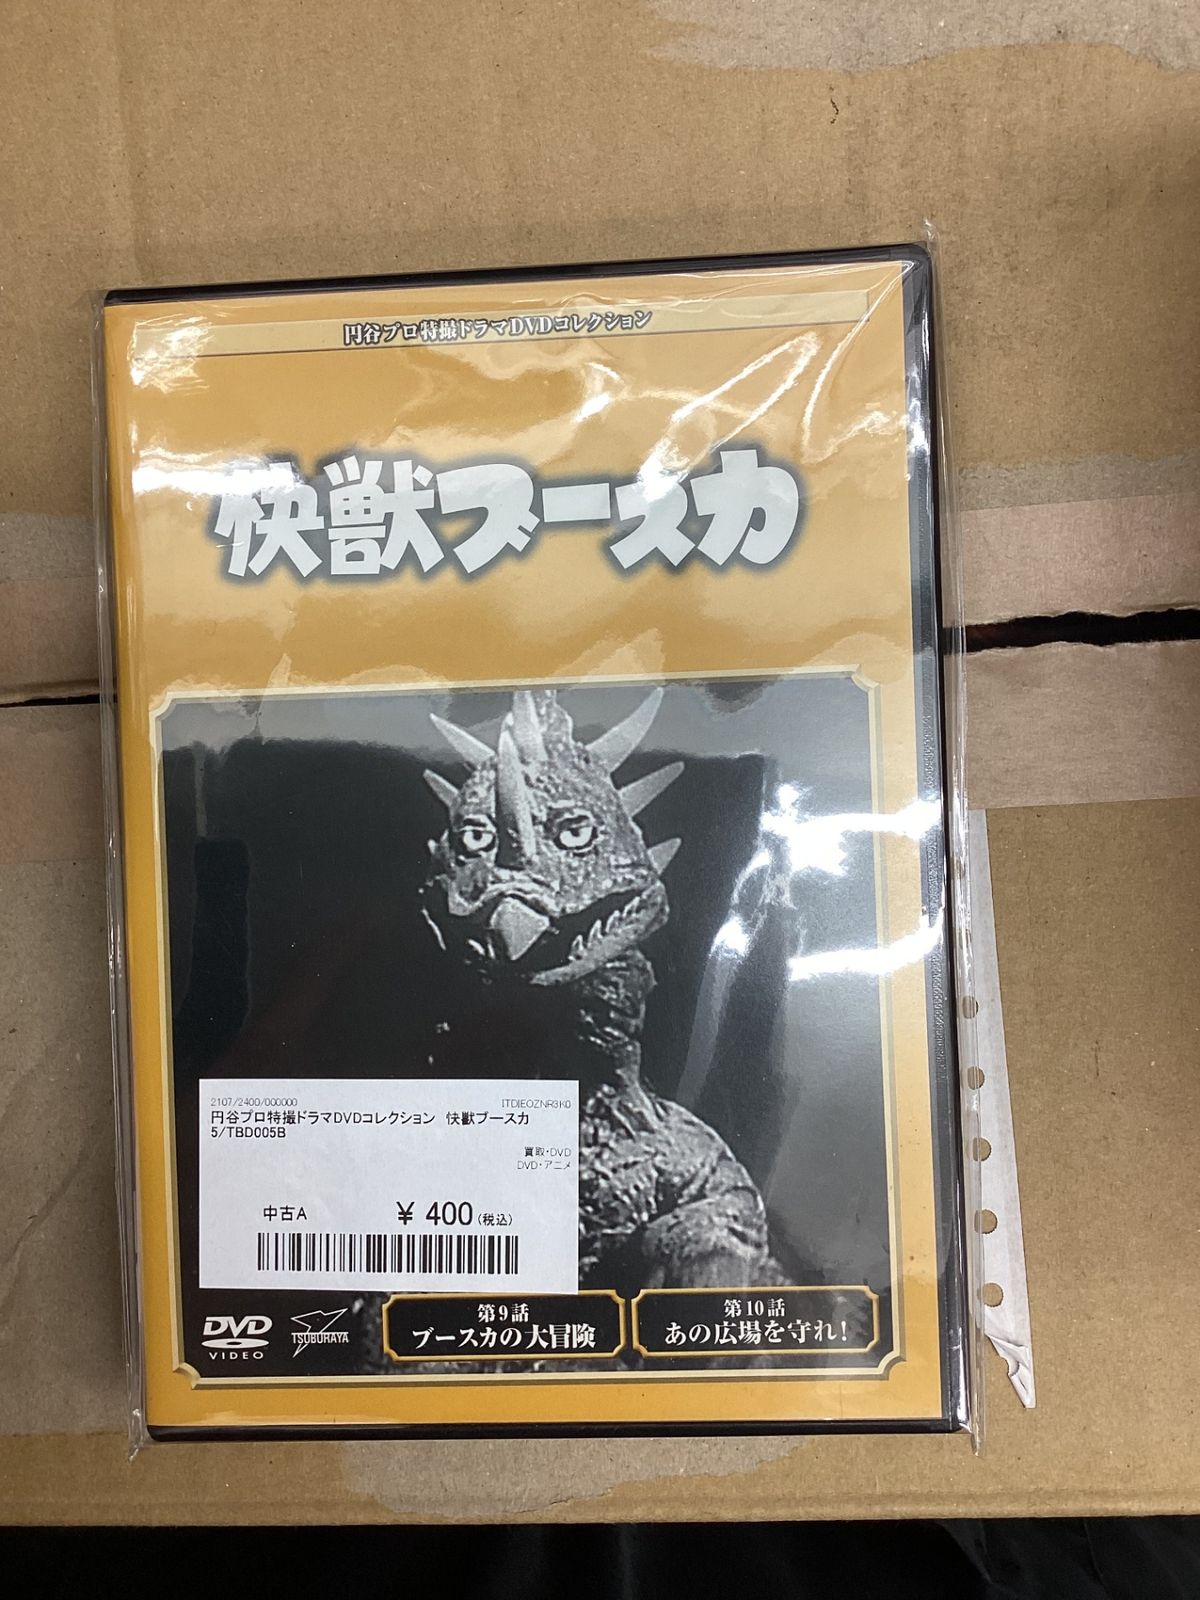 円谷プロ特撮ドラマDVDコレクション
快獣ブースカ
2107/2400/000000 ITDIEOZNR3K0
円谷プロ特撮ドラマDVDコレクション 快獣ブースカ
5/TBD005B
買取・DVD
DVD・アニメ
中古A ¥ 400(税込)
DVD
VIDEO
TSUBURAYA
第9話
ブースカの大冒険
第10話
あの広場を守れ!